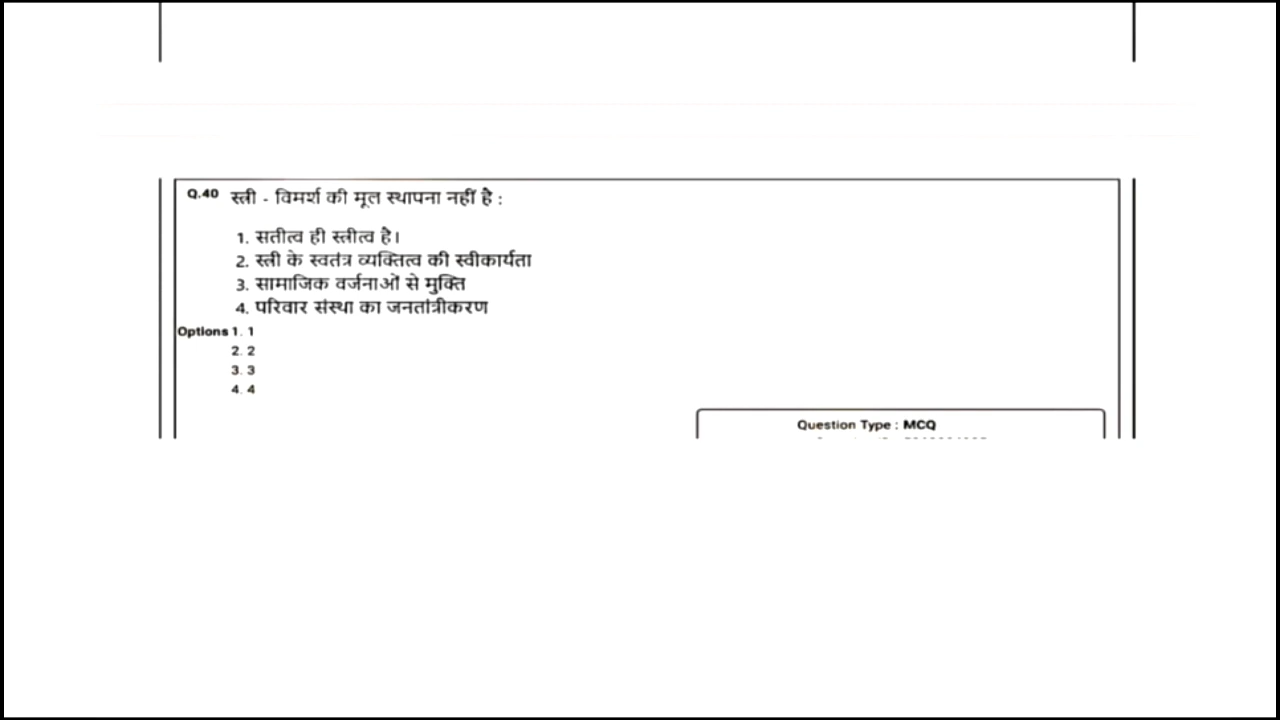 Q.40 स्त्री - विमर्श की मूल स्थापना नहीं है :
1. सतीत्व ही स्त्रीत्व है।
2. स्त्री के स्वतंत्र व्यक्तित्व की स्वीकार्यता
3. सामाजिक वर्जनाओं से मुक्ति
4. परिवार संस्था का जनतांत्रीकरण
Options 1. 1
2. 2
3. 3
4. 4
Question Type : MCQ